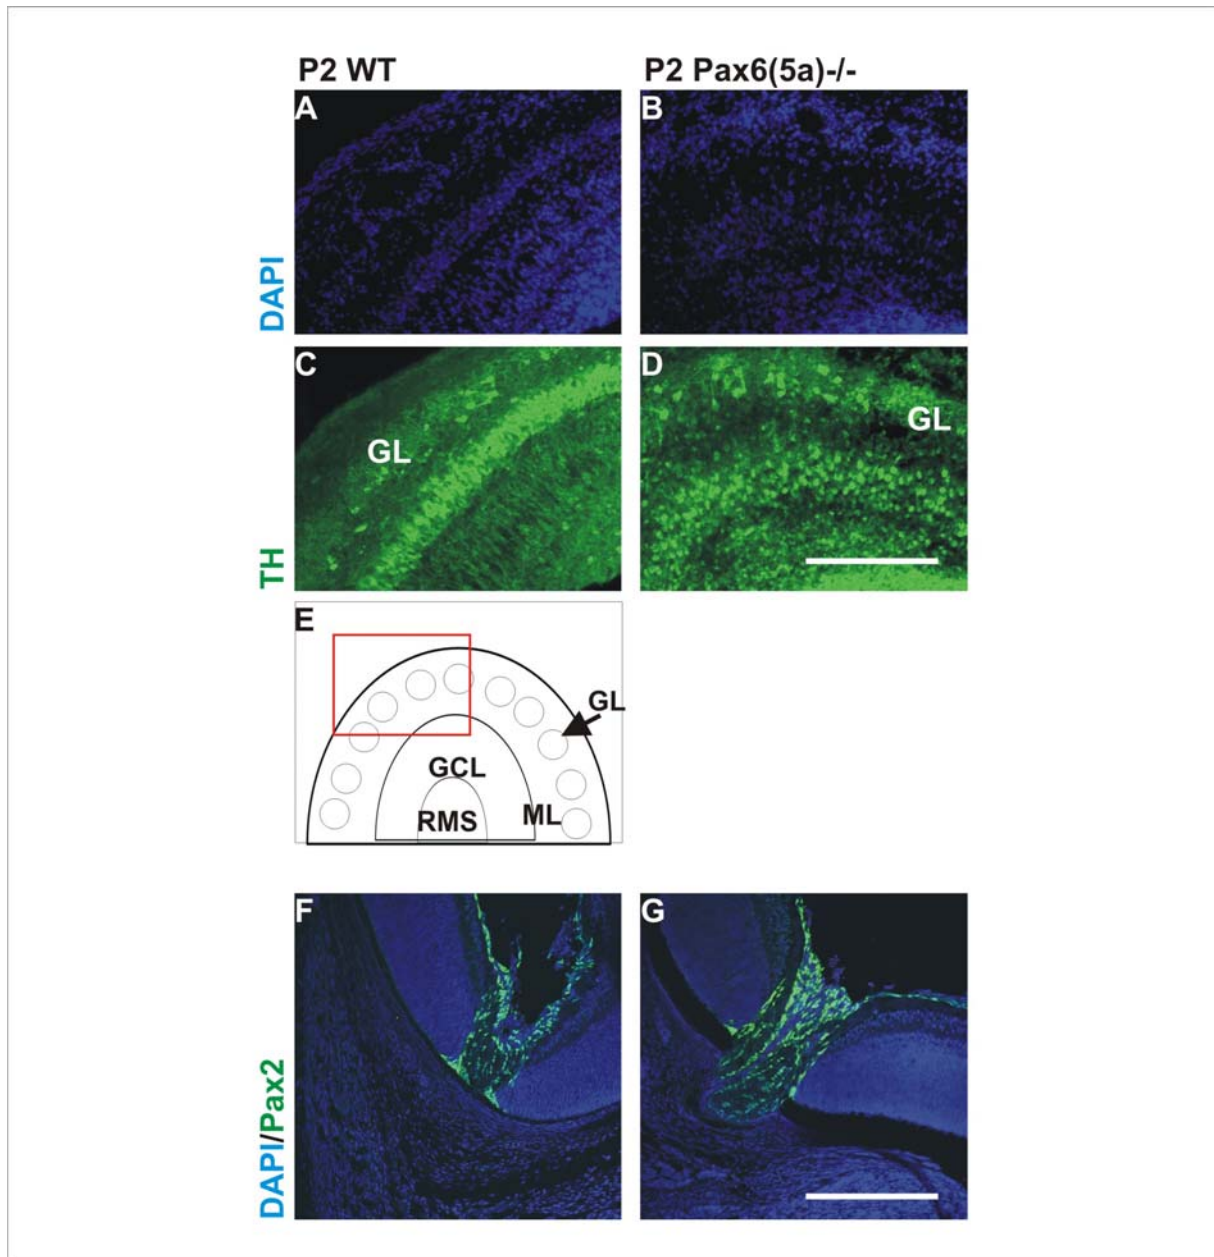 P2 WT
P2 Pax6(5a)-/-
A
B
DAPI
C
D
GL
GL
TH
E
GL
GCL
RMS
ML
F
G
DAPI/Pax2